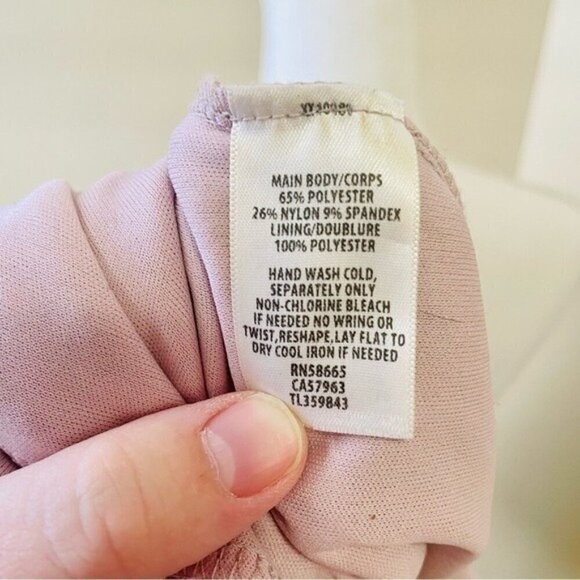 MAIN BODY/CORPS
65% POLYESTER
26% NYLON 9% SPANDEX
LINING/DOUBLURE
100% POLYESTER
HAND WASH COLD,
SEPARATELY ONLY
NON-CHLORINE BLEACH
IF NEEDED NO WRING OR
TWIST,RESHAPE,LAY FLAT TO
DRY COOL IRON IF NEEDED
RN58665
CA57963
TL359843